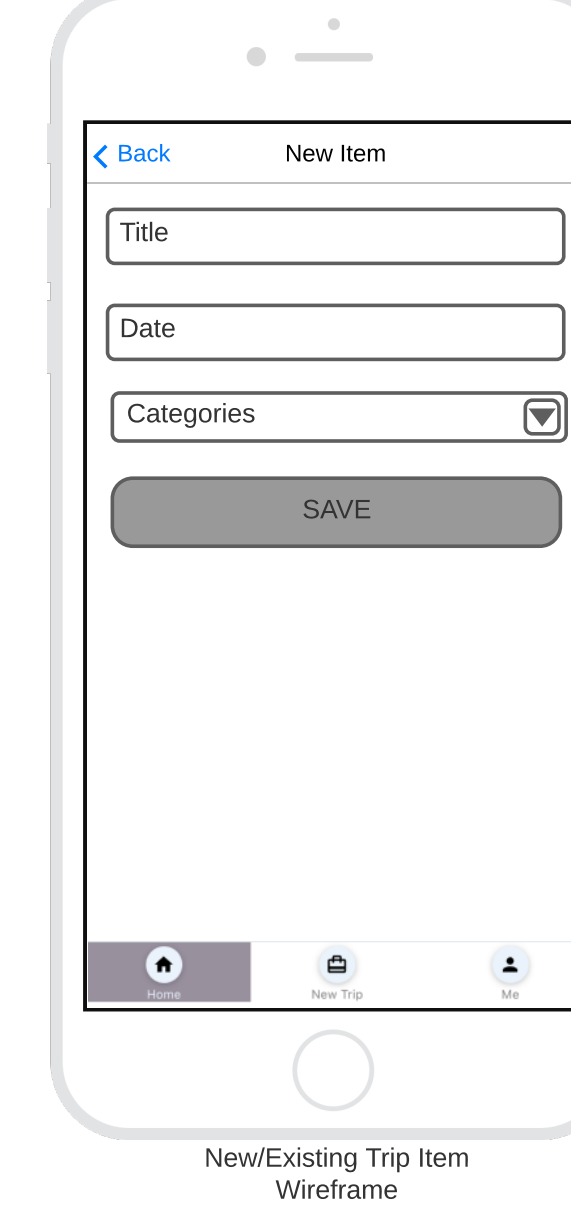 Back New Item
Title
Date
Categories
SAVE
Home New Trip Me
New/Existing Trip Item
Wireframe